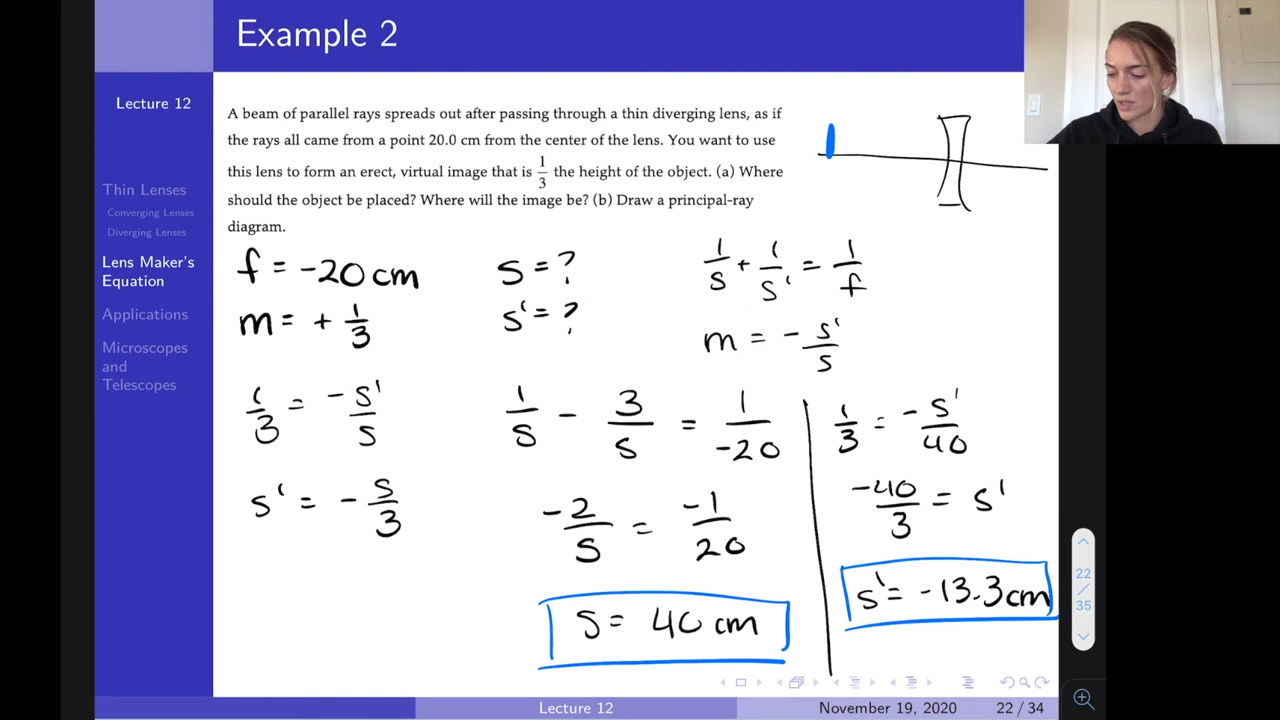 Example 2
Lecture 12
Thin Lenses
Converging Lenses
Diverging Lenses
Lens Maker's
Equation
Applications
Microscopes
and
Telescopes
A beam of parallel rays spreads out after passing through a thin diverging lens, as if
the rays all came from a point 20.0 cm from the center of the lens. You want to use
this lens to form an erect, virtual image that is 1/3 the height of the object. (a) Where
should the object be placed? Where will the image be? (b) Draw a principal-ray
diagram.
f = -20 cm
m = + 1/3
s = ?
s' = ?
1/s + 1/s' = 1/f
m = - s'/s
1/3 = -s'/s
s' = - s/3
1/s - 3/s = 1/-20
-2/s = -1/20
s = 40 cm
1/3 = -s'/40
-40/3 = s'
s' = -13.3cm
22
/
35
Lecture 12
November 19, 2020
22 / 34